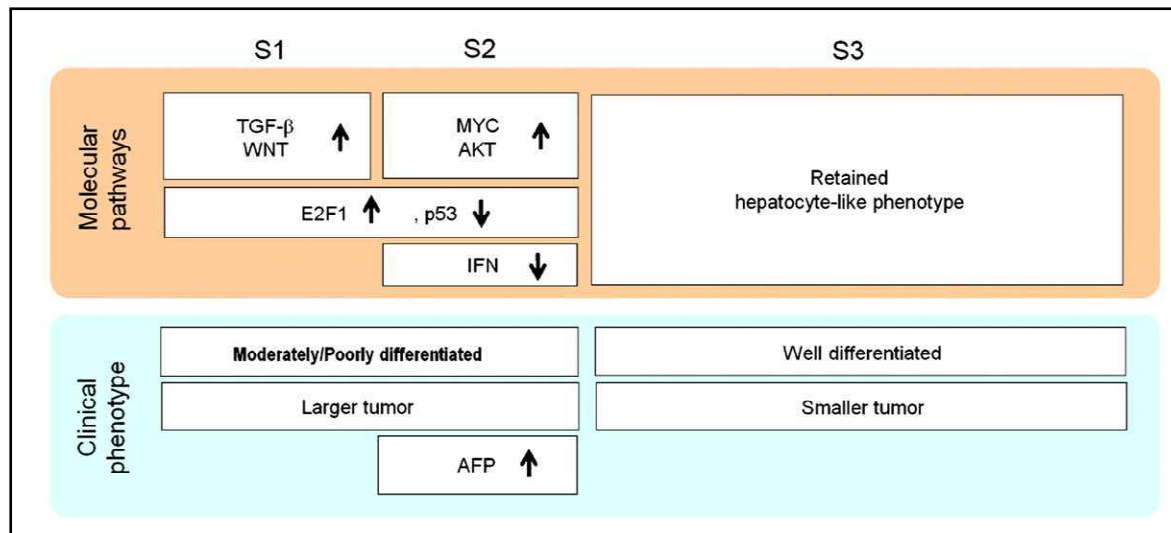 S1 S2 S3
Molecular
pathways
TGF-β
WNT
MYC
AKT
Retained
hepatocyte-like phenotype
E2F1 , p53
IFN
Clinical
phenotype
Moderately/Poorly differentiated
Well differentiated
Larger tumor
Smaller tumor
AFP